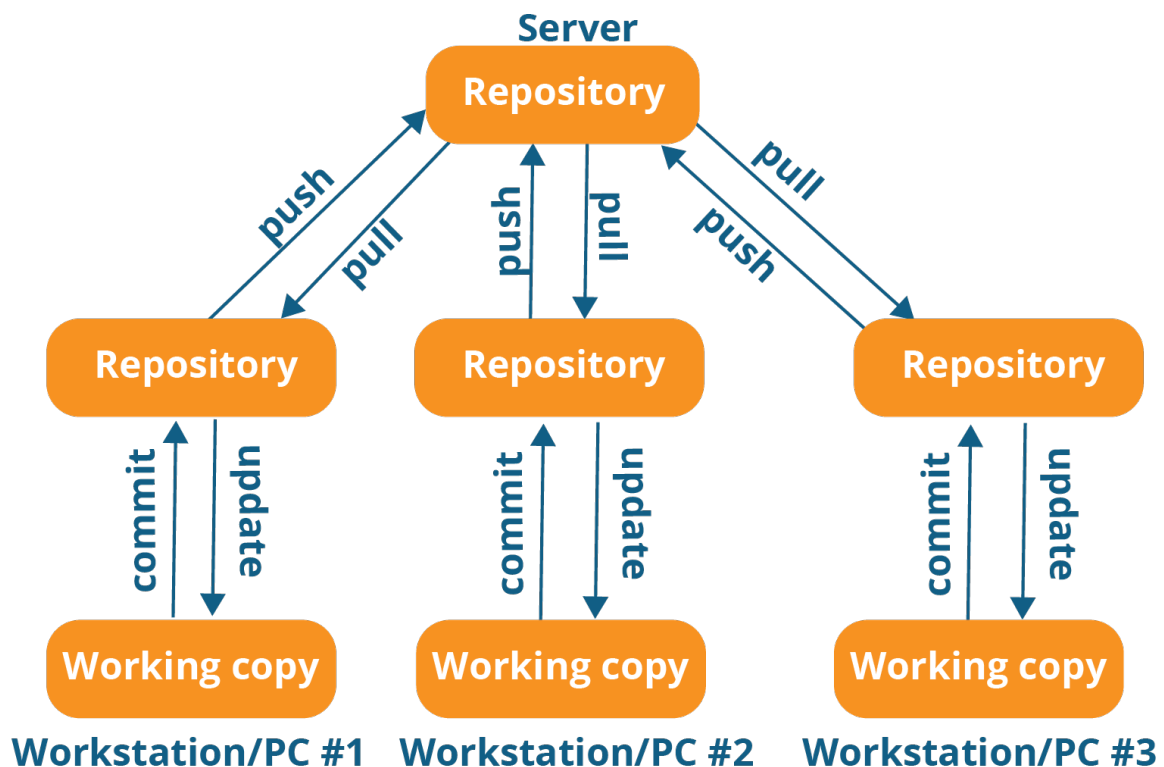 Server
Repository
push
pull
push
pull
push
pull
Repository
Repository
Repository
commit
update
commit
update
commit
update
Working copy
Working copy
Working copy
Workstation/PC #1
Workstation/PC #2
Workstation/PC #3